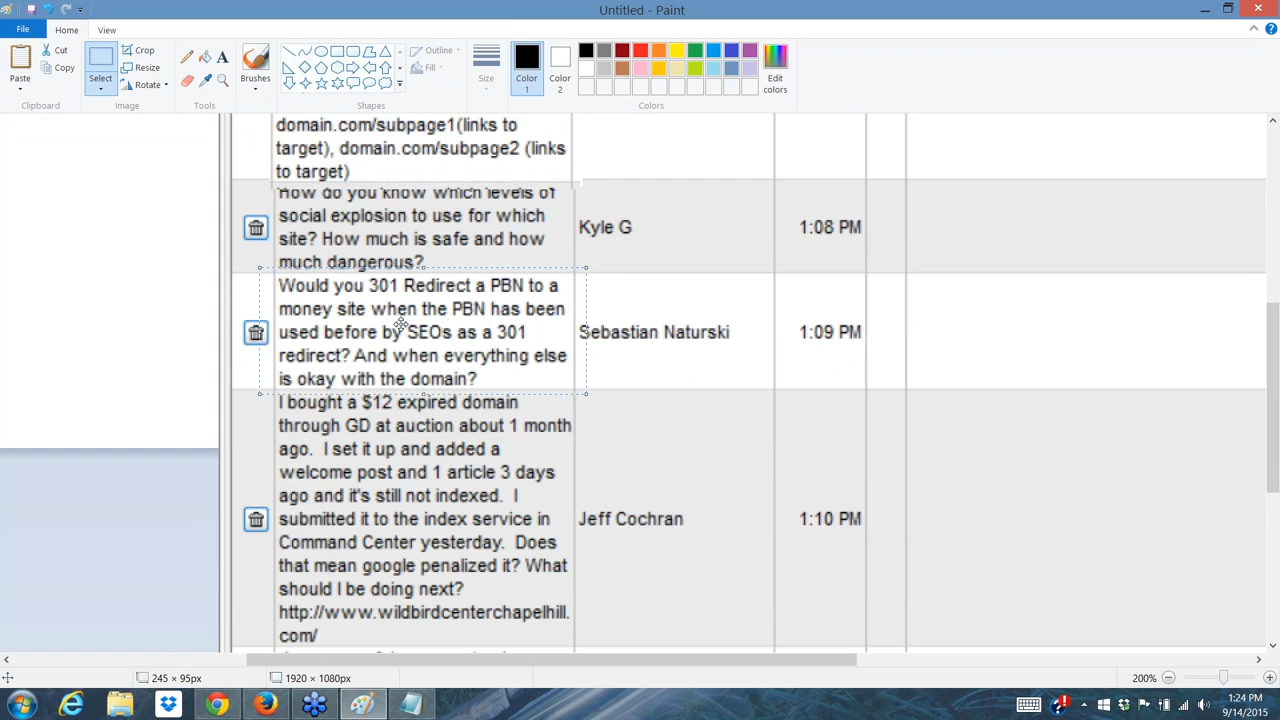 Untitled - Paint
File
Home
View
Paste
Cut
Copy
Clipboard
Select
Crop
Resize
Rotate
Image
Tools
Brushes
Outline
Fill
Shapes
Size
Color
1
Color
2
Edit
colors
Colors
domain.com/subpage1(links to
target), domain.com/subpage2 (links
to target)
How do you know which levels of
social explosion to use for which
site? How much is safe and how
much dangerous?
Kyle G
1:08 PM
Would you 301 Redirect a PBN to a
money site when the PBN has been
used before by SEOs as a 301
redirect? And when everything else
is okay with the domain?
Sebastian Naturski
1:09 PM
I bought a $12 expired domain
through GD at auction about 1 month
ago. I set it up and added a
welcome post and 1 article 3 days
ago and it's still not indexed. I
submitted it to the index service in
Command Center yesterday. Does
that mean google penalized it? What
should I be doing next?
http://www.wildbirdcenterchapelhill.
com/
Jeff Cochran
1:10 PM
245 × 95px
1920 × 1080px
200%
1:24 PM
9/14/2015